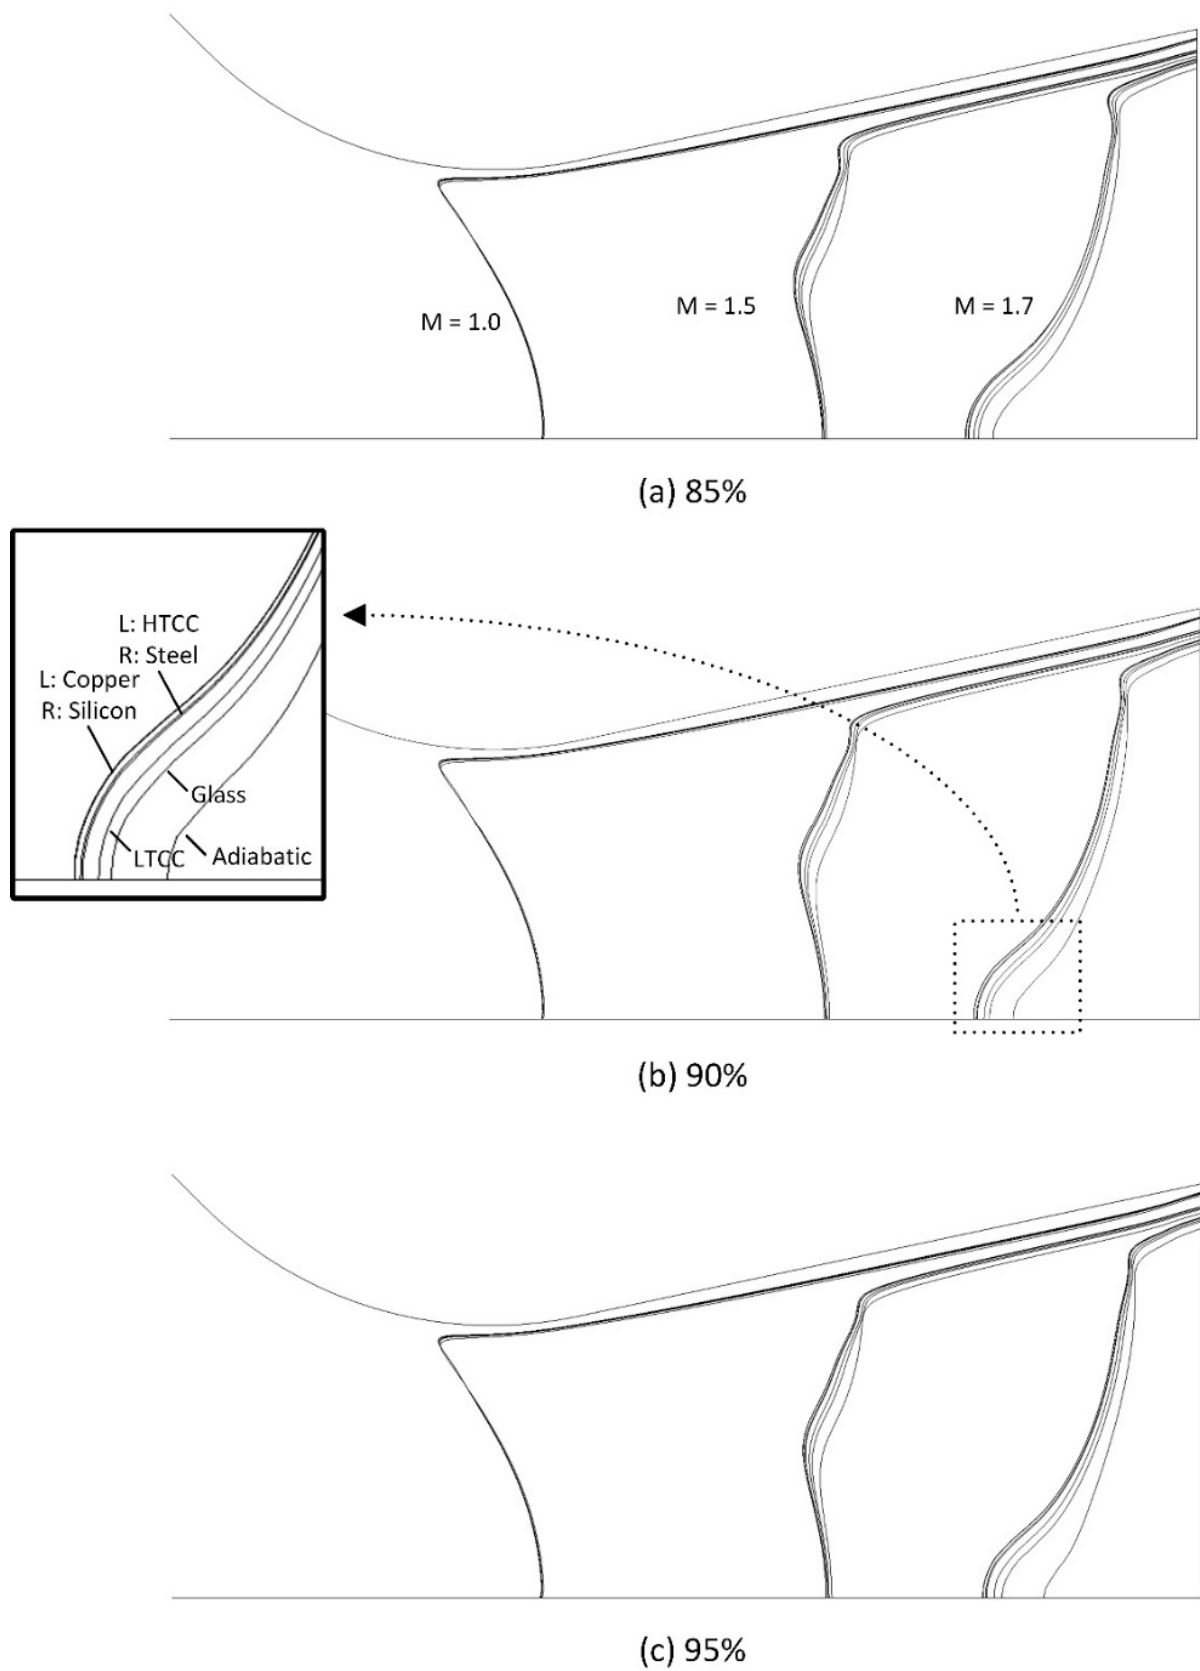 M = 1.0
M = 1.5
M = 1.7
(a) 85%
L: HTCC
R: Steel
L: Copper
R: Silicon
Glass
LTCC
Adiabatic
(b) 90%
(c) 95%